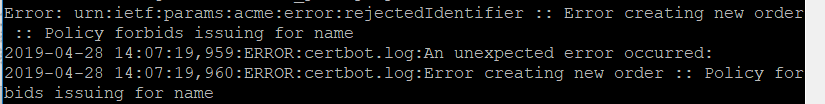 Error: urn:ietf:params:acme:error:rejectedIdentifier :: Error creating new order
:: Policy forbids issuing for name
2019-04-28 14:07:19,959:ERROR:certbot.log:An unexpected error occurred:
2019-04-28 14:07:19,960:ERROR:certbot.log:Error creating new order :: Policy for
bids issuing for name